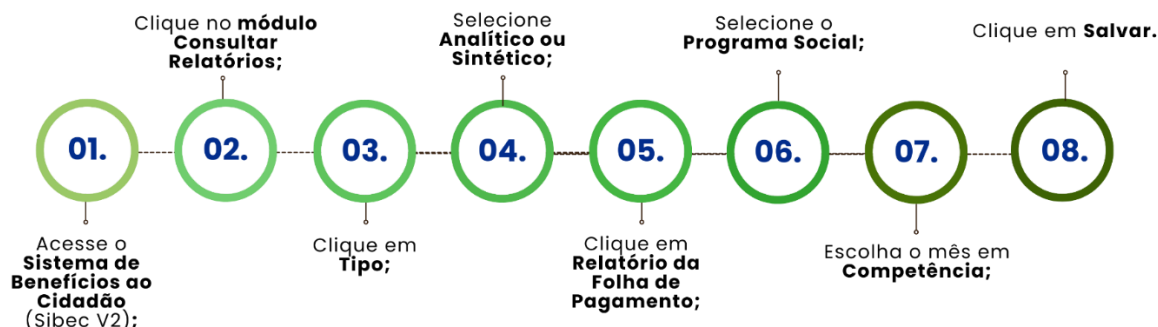 01.
Acesse o
Sistema de
Benefícios ao
Cidadão
(Sibec V2);
02.
Clique no módulo
Consultar
Relatórios;
03.
Clique em
Tipo;
04.
Selecione
Analítico ou
Sintético;
05.
Clique em
Relatório da
Folha de
Pagamento;
06.
Selecione o
Programa Social;
07.
Escolha o mês em
Competência;
08.
Clique em Salvar.